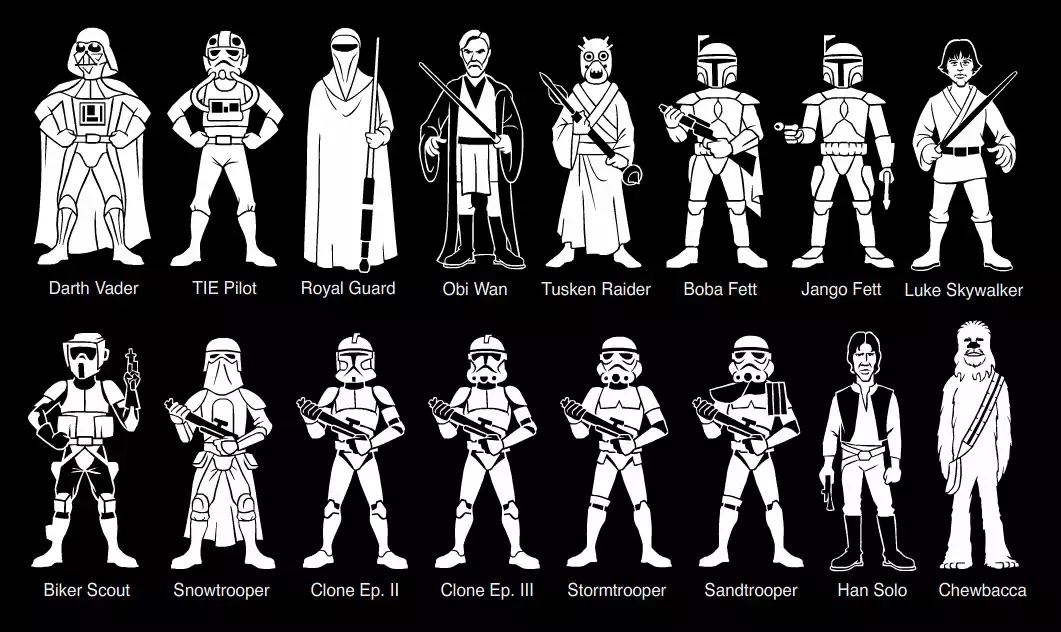 Darth Vader TIE Pilot Royal Guard Obi Wan Tusken Raider Boba Fett Jango Fett Luke Skywalker
Biker Scout Snowtrooper Clone Ep. II Clone Ep. III Stormtrooper Sandtrooper Han Solo Chewbacca